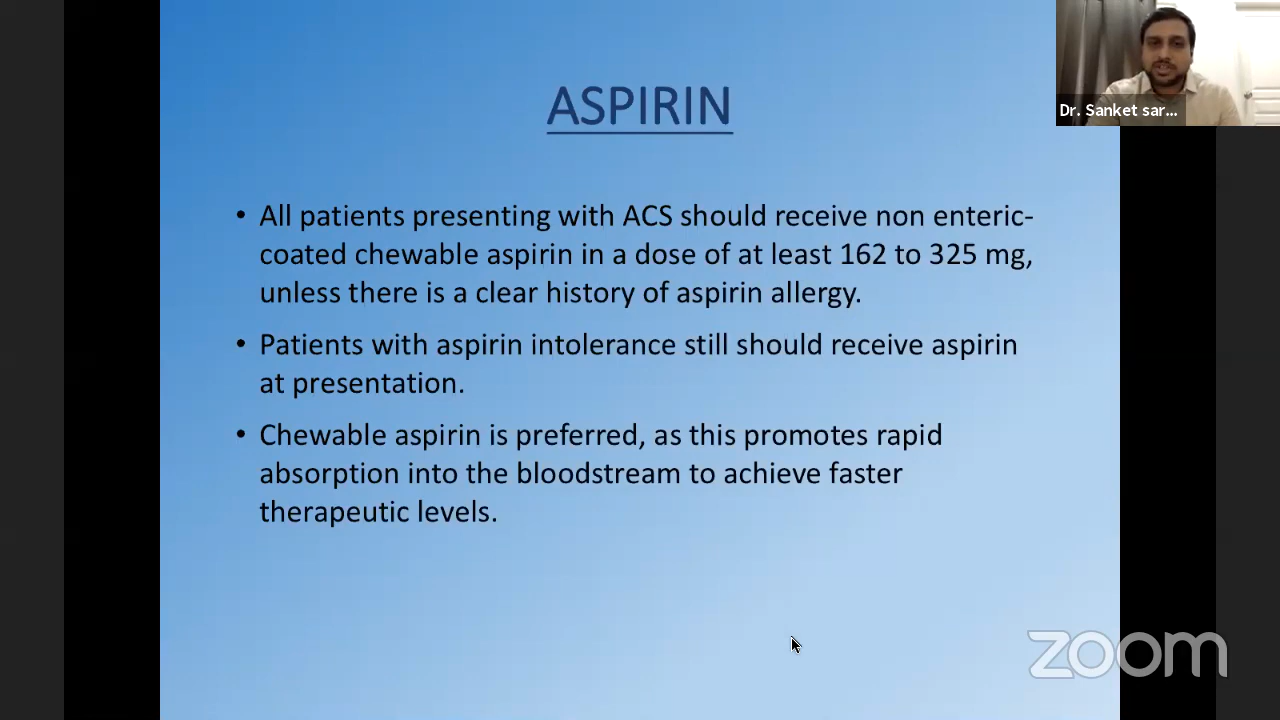 ASPIRIN
Dr. Sanket sar...
• All patients presenting with ACS should receive non enteric-
coated chewable aspirin in a dose of at least 162 to 325 mg,
unless there is a clear history of aspirin allergy.
• Patients with aspirin intolerance still should receive aspirin
at presentation.
• Chewable aspirin is preferred, as this promotes rapid
absorption into the bloodstream to achieve faster
therapeutic levels.
zoom